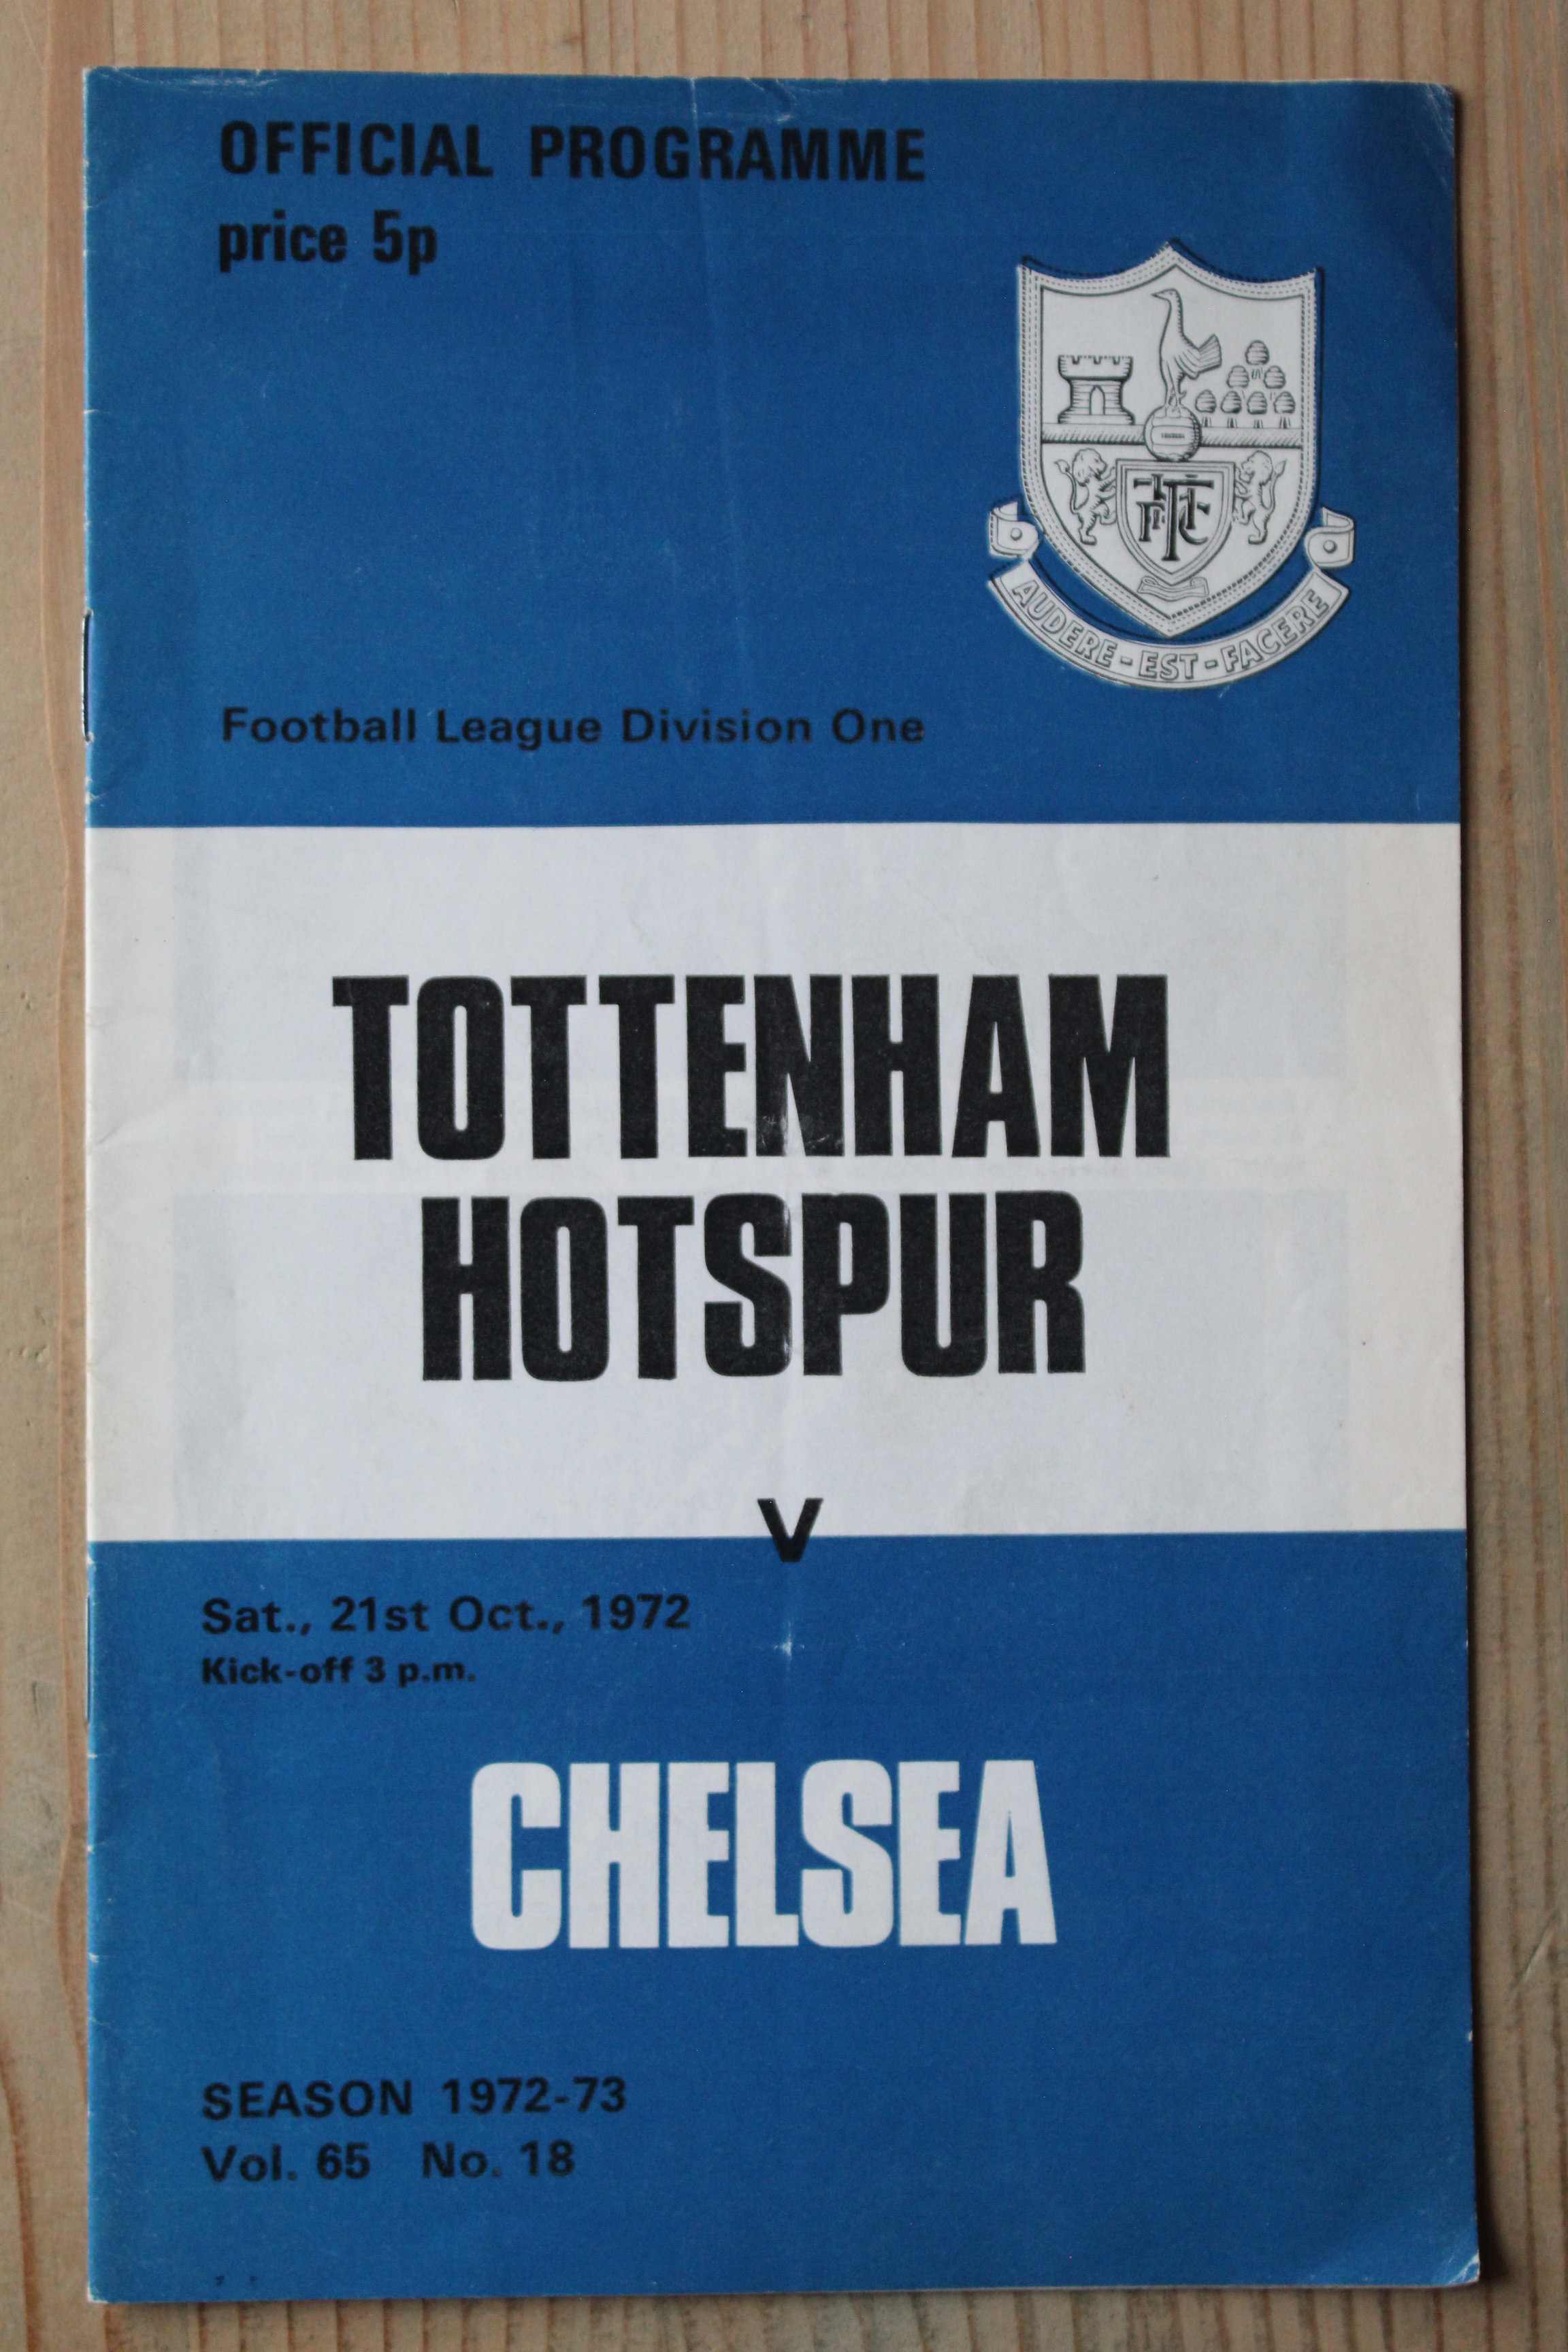 OFFICIAL PROGRAMME
price 5p
AUDERE-EST-FACERE
Football League Division One
TOTTENHAM
HOTSPUR
V
Sat., 21st Oct., 1972
Kick-off 3 p.m.
CHELSEA
SEASON 1972-73
Vol. 65 No. 18